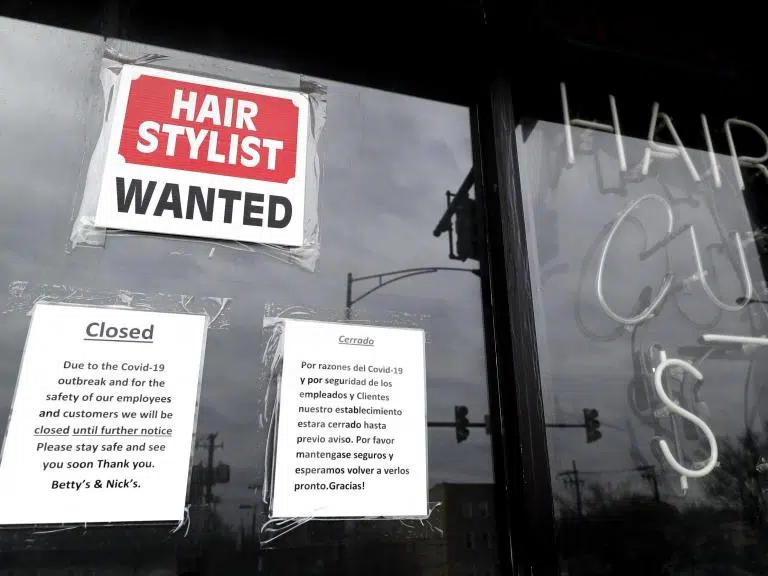 HAIR
STYLIST
WANTED
Closed
Due to the Covid-19
outbreak and for the
safety of our employees
and customers we will be
closed until further notice
Please stay safe and see
you soon Thank you.
Betty's & Nick's.
Cerrado
Por razones del Covid-19
y por seguridad de los
empleados y Clientes
nuestro establecimiento
estara cerrado hasta
previo aviso. Por favor
mantengase seguros y
esperamos volver a verlos
pronto.Gracias!
HAIR
CU
S